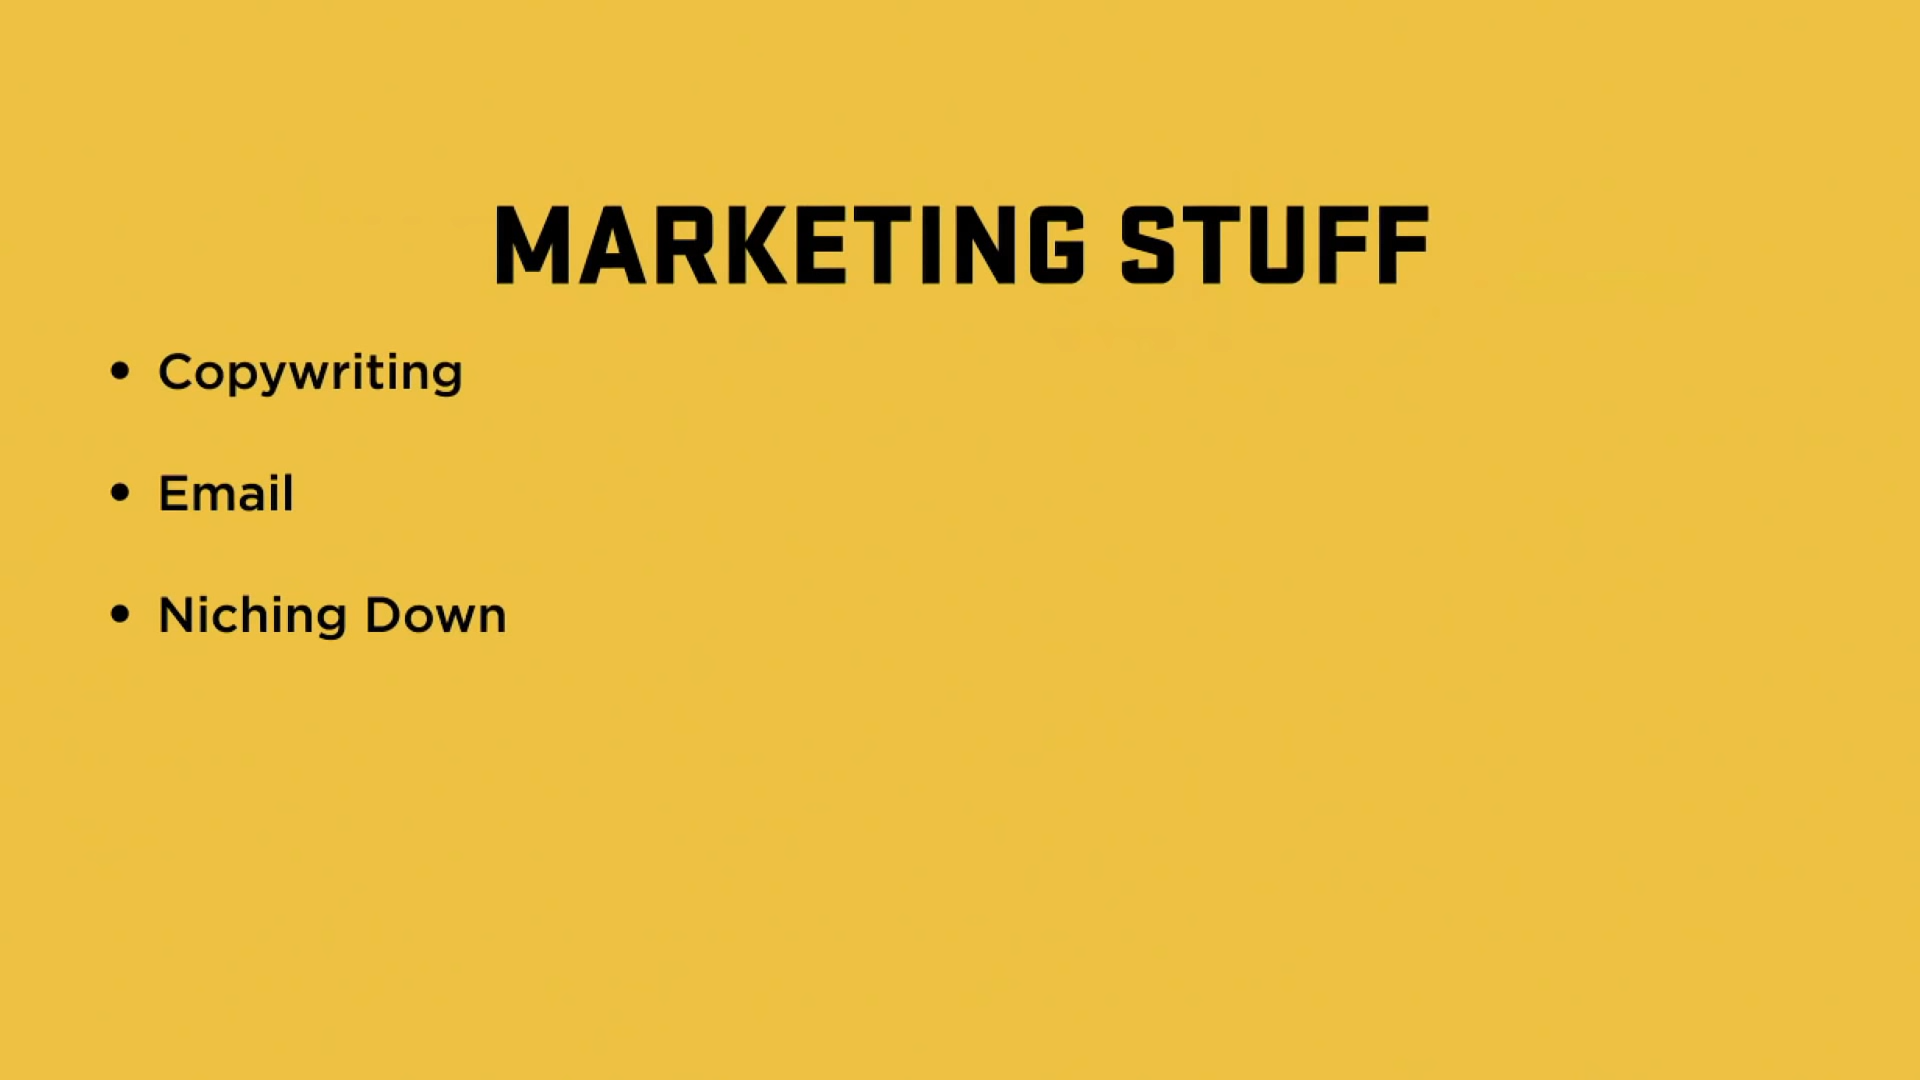 MARKETING STUFF
• Copywriting
• Email
• Niching Down